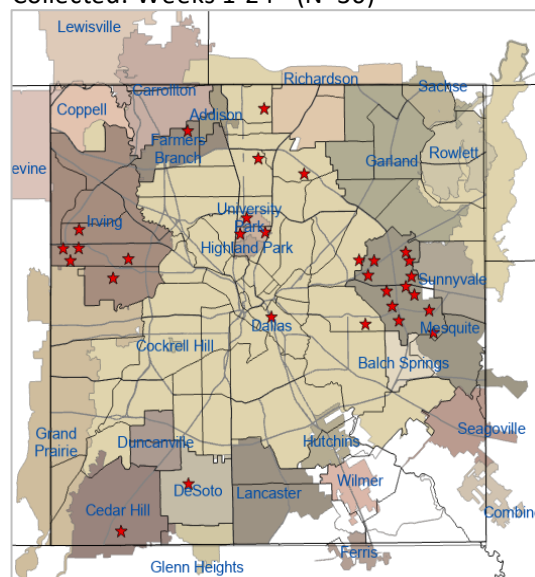 Collected: Weeks 1-24 (N=30)
Lewisville
Carrollton
Richardson
Sachse
Coppell
Addison
Farmers
Branch
Garland
Rowlett
evine
University
Park
Irving
Highland Park
Sunnyvale
Dallas
Mesquite
Cockrell Hill
Balch Springs
Grand
Prairie
Duncanville
Hutchins
Seagoville
DeSoto
Lancaster
Wilmer
Cedar Hill
Combine
Ferris
Glenn Heights